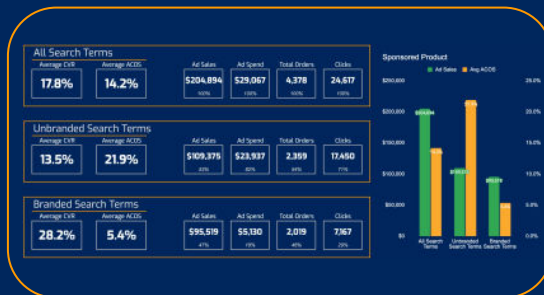 All Search Terms
Average CVR
Average ACOS
17.8%
14.2%
Ad Sales
Ad Spend
Total Orders
Clicks
$204,894
$29,067
4,378
24,617
100%
100%
100%
100%
Unbranded Search Terms
Average CVR
Average ACOS
13.5%
21.9%
Ad Sales
Ad Spend
Total Orders
Clicks
$109,375
$23,937
2,359
17,450
82%
71%
Branded Search Terms
Average CVR
Average ACOS
28.2%
5.4%
Ad Sales
Ad Spend
Total Orders
Clicks
$95,519
$5,130
2,019
7,167
47%
46%
29%
Sponsored Product
Ad Sales
Avg ACOS
$250,000
25.0%
$200,000
20.0%
$150,000
15.0%
$100,000
10.0%
$50,000
5.0%
$0
0.0%
All Search Terms
Unbranded Search Terms
Branded Search Terms